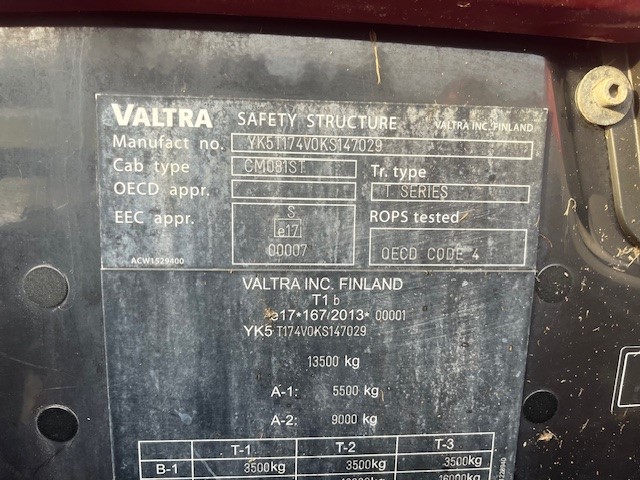 VALTRA SAFETY STRUCTURE VALTRA INC. FINLAND
Manufact no. YK5T174V0KS147029
Cab type CM081S1 Tr. type
OECD appr. T SERIES
EEC appr. S ROPS tested
e17
00007 OECD CODE 4
ACW1529400
VALTRA INC. FINLAND
T1 b
e17*167/2013* 00001
YK5 T174V0KS147029
13500 kg
A-1: 5500 kg
A-2: 9000 kg
T-1 T-2 T-3
B-1 3500kg 3500kg 3500kg
16000kg